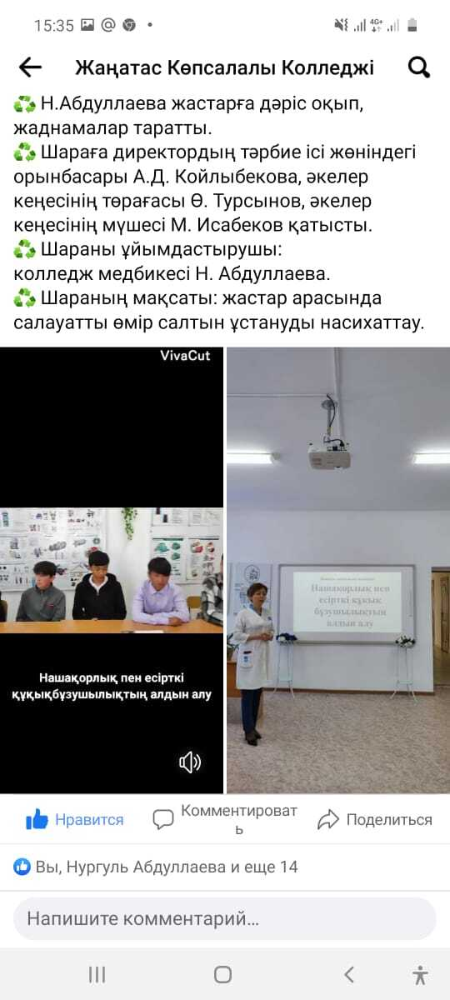 15:35
4G+
Жаңатас Көпсалалы Колледжі
♻️ Н.Абдуллаева жастарға дәріс оқып,
жаднамалар таратты.
♻️ Шараға директордың тәрбие ісі жөніндегі
орынбасары А.Д. Койлыбекова, әкелер
кеңесінің төрағасы Ө. Турсынов, әкелер
кеңесінің мүшесі М. Исабеков қатысты.
♻️ Шараны ұйымдастырушы:
колледж медбикесі Н. Абдуллаева.
♻️ Шараның мақсаты: жастар арасында
салауатты өмір салтын ұстануды насихаттау.
VivaCut
Нашақорлық пен есірткі
құқықбұзушылықтың алдын алу
Нашақорлық пен
есірткі құқық
бұзушылықтың
алдын алу
Нравится
Комментироват
ь
Поделиться
Вы, Нургуль Абдуллаева и еще 14
Напишите комментарий...